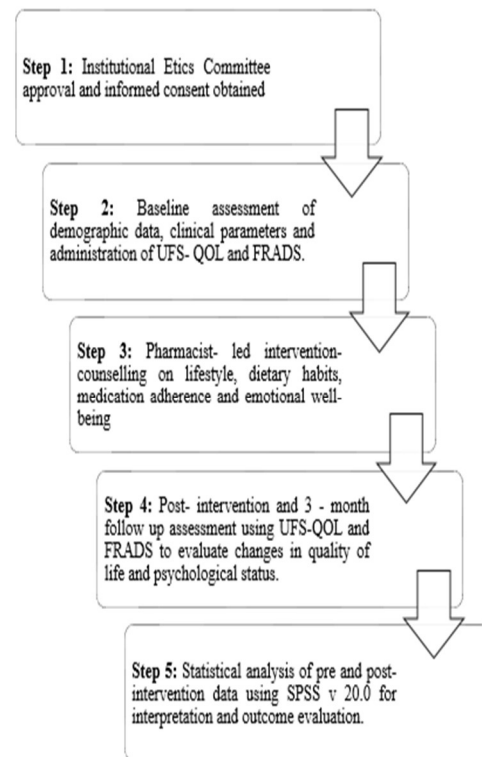 Step 1: Institutional Etics Committee
approval and informed consent obtained
Step 2: Baseline assessment of
demographic data, clinical parameters and
administration of UFS- QOL and FRADS.
Step 3: Pharmacist- led intervention-
counselling on lifestyle, dietary habits,
medication adherence and emotional well-
being
Step 4: Post- intervention and 3 - month
follow up assessment using UFS-QOL and
FRADS to evaluate changes in quality of
life and psychological status.
Step 5: Statistical analysis of pre and post-
intervention data using SPSS v 20.0 for
interpretation and outcome evaluation.